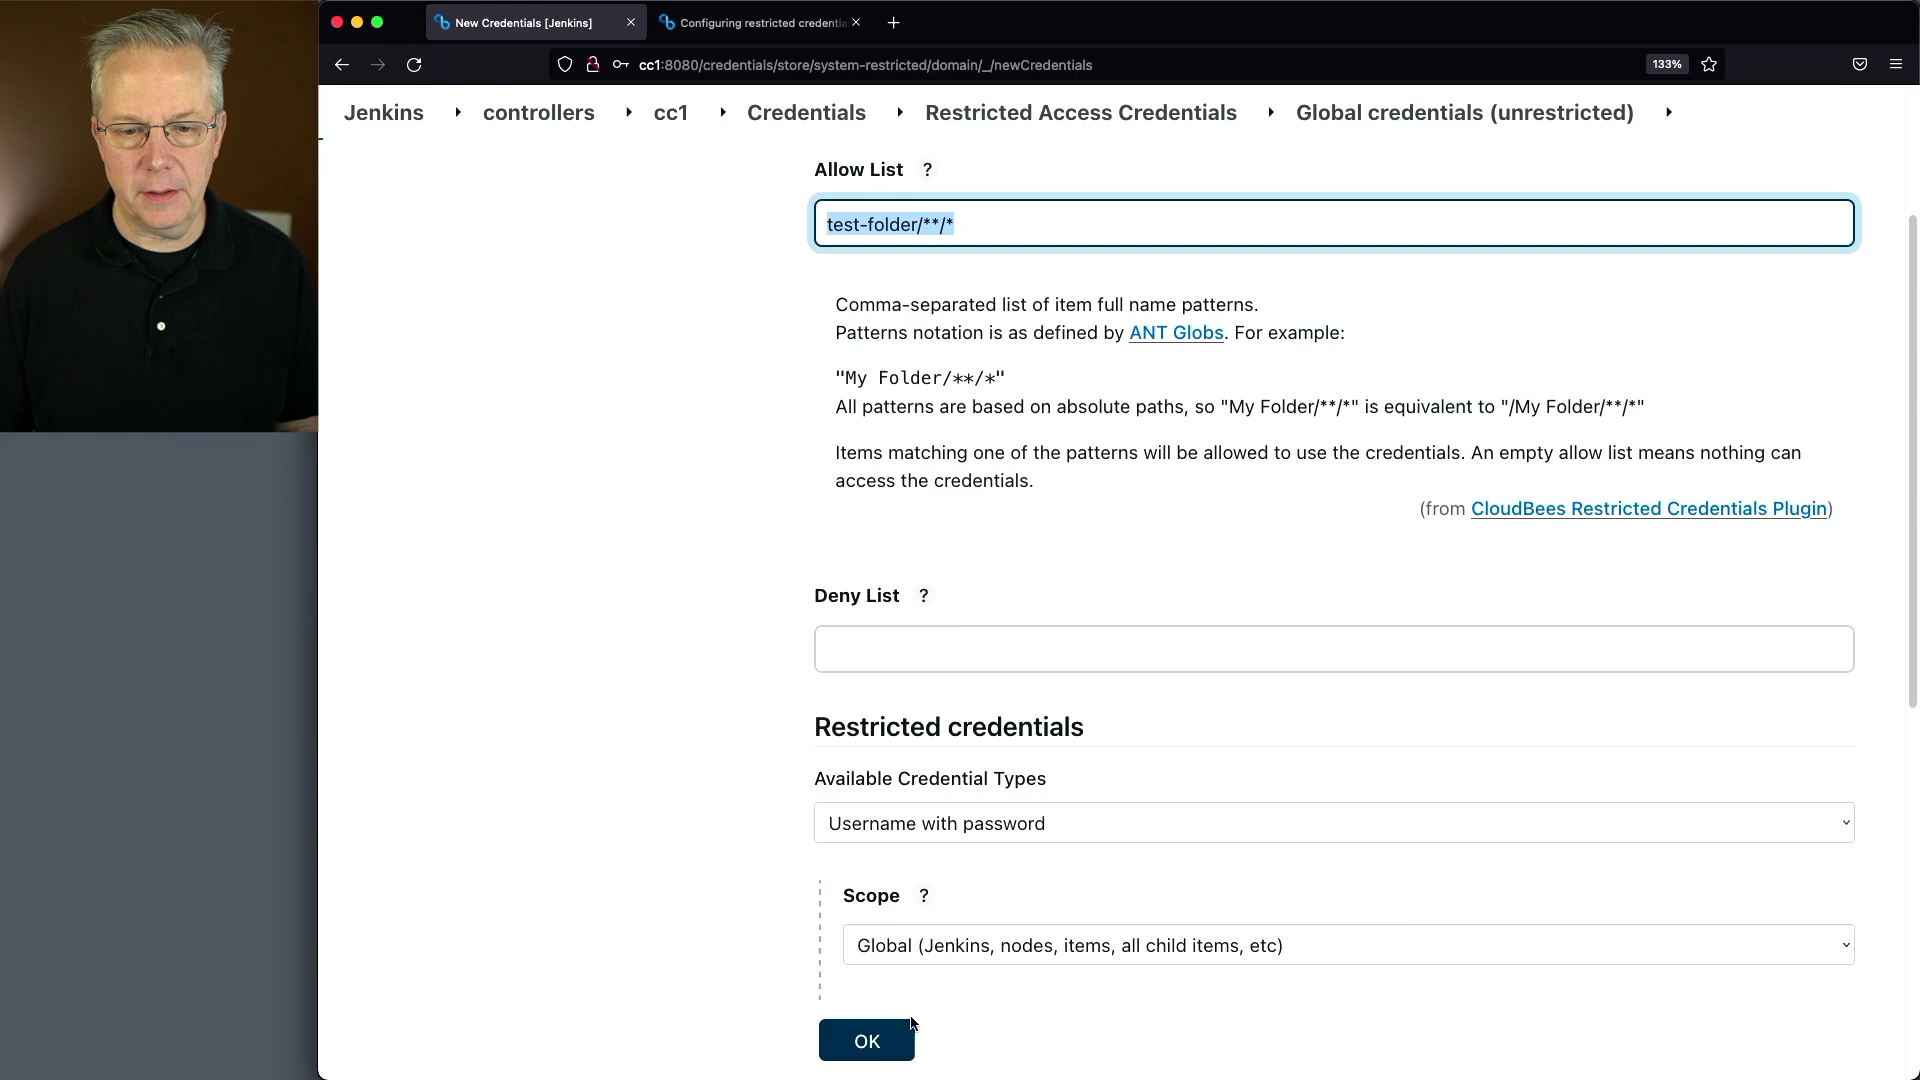 New Credentials [Jenkins]
Configuring restricted credentia
cc1:8080/credentials/store/system-restricted/domain/_/newCredentials
133%
Jenkins controllers cc1 Credentials Restricted Access Credentials Global credentials (unrestricted)
Allow List ?
test-folder/**/*
Comma-separated list of item full name patterns.
Patterns notation is as defined by ANT Globs. For example:
"My Folder/**/*"
All patterns are based on absolute paths, so "My Folder/**/*" is equivalent to "/My Folder/**/*"
Items matching one of the patterns will be allowed to use the credentials. An empty allow list means nothing can
access the credentials.
(from CloudBees Restricted Credentials Plugin)
Deny List ?
Restricted credentials
Available Credential Types
Username with password
Scope ?
Global (Jenkins, nodes, items, all child items, etc)
OK